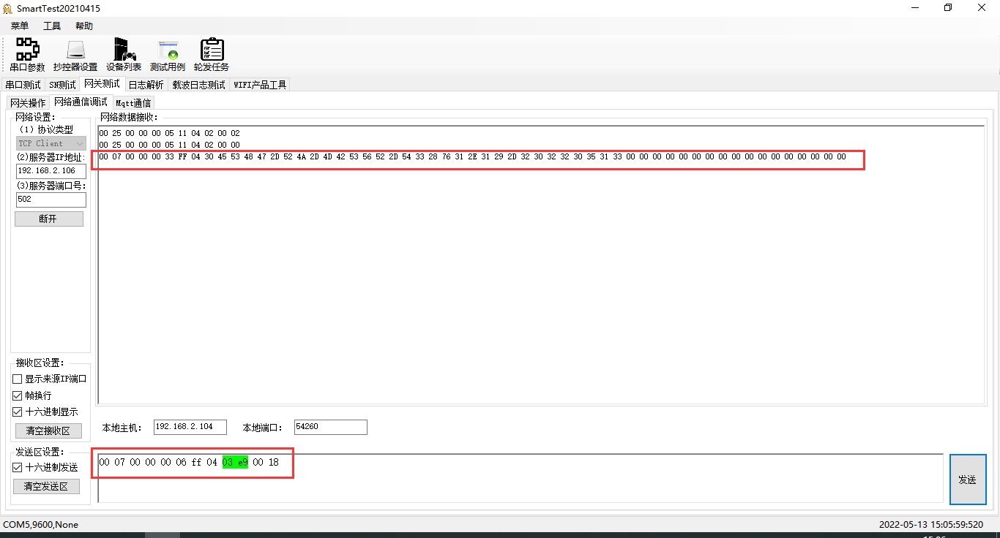 SmartTest20210415
菜单 工具 帮助
串口参数 抄控器设置 设备列表 测试用例 轮发任务
串口测试 SN测试 网关测试 日志解析 载波日志测试 WIFI产品工具
网关操作 网络通信调试 Mqtt通信
网络设置:
(1) 协议类型
TCP Client
(2)服务器IP地址:
192.168.2.106
(3)服务器端口号:
502
断开
网络数据接收:
00 25 00 00 00 05 11 04 02 00 02
00 25 00 00 00 05 11 04 02 00 00
00 07 00 00 00 33 FF 04 30 45 53 48 47 2D 52 4A 2D 4D 42 53 56 52 2D 54 33 28 76 31 2E 31 29 2D 32 30 32 32 30 35 31 33 00 00 00 00 00 00 00 00 00 00 00 00 00 00 00 00 00
接收区设置:
显示来源IP端口
帧换行
十六进制显示
清空接收区
本地主机: 192.168.2.104 本地端口: 54260
发送区设置:
十六进制发送
清空发送区
00 07 00 00 00 06 ff 04 03 e9 00 18
发送
COM5,9600,None 2022-05-13 15:05:59:520